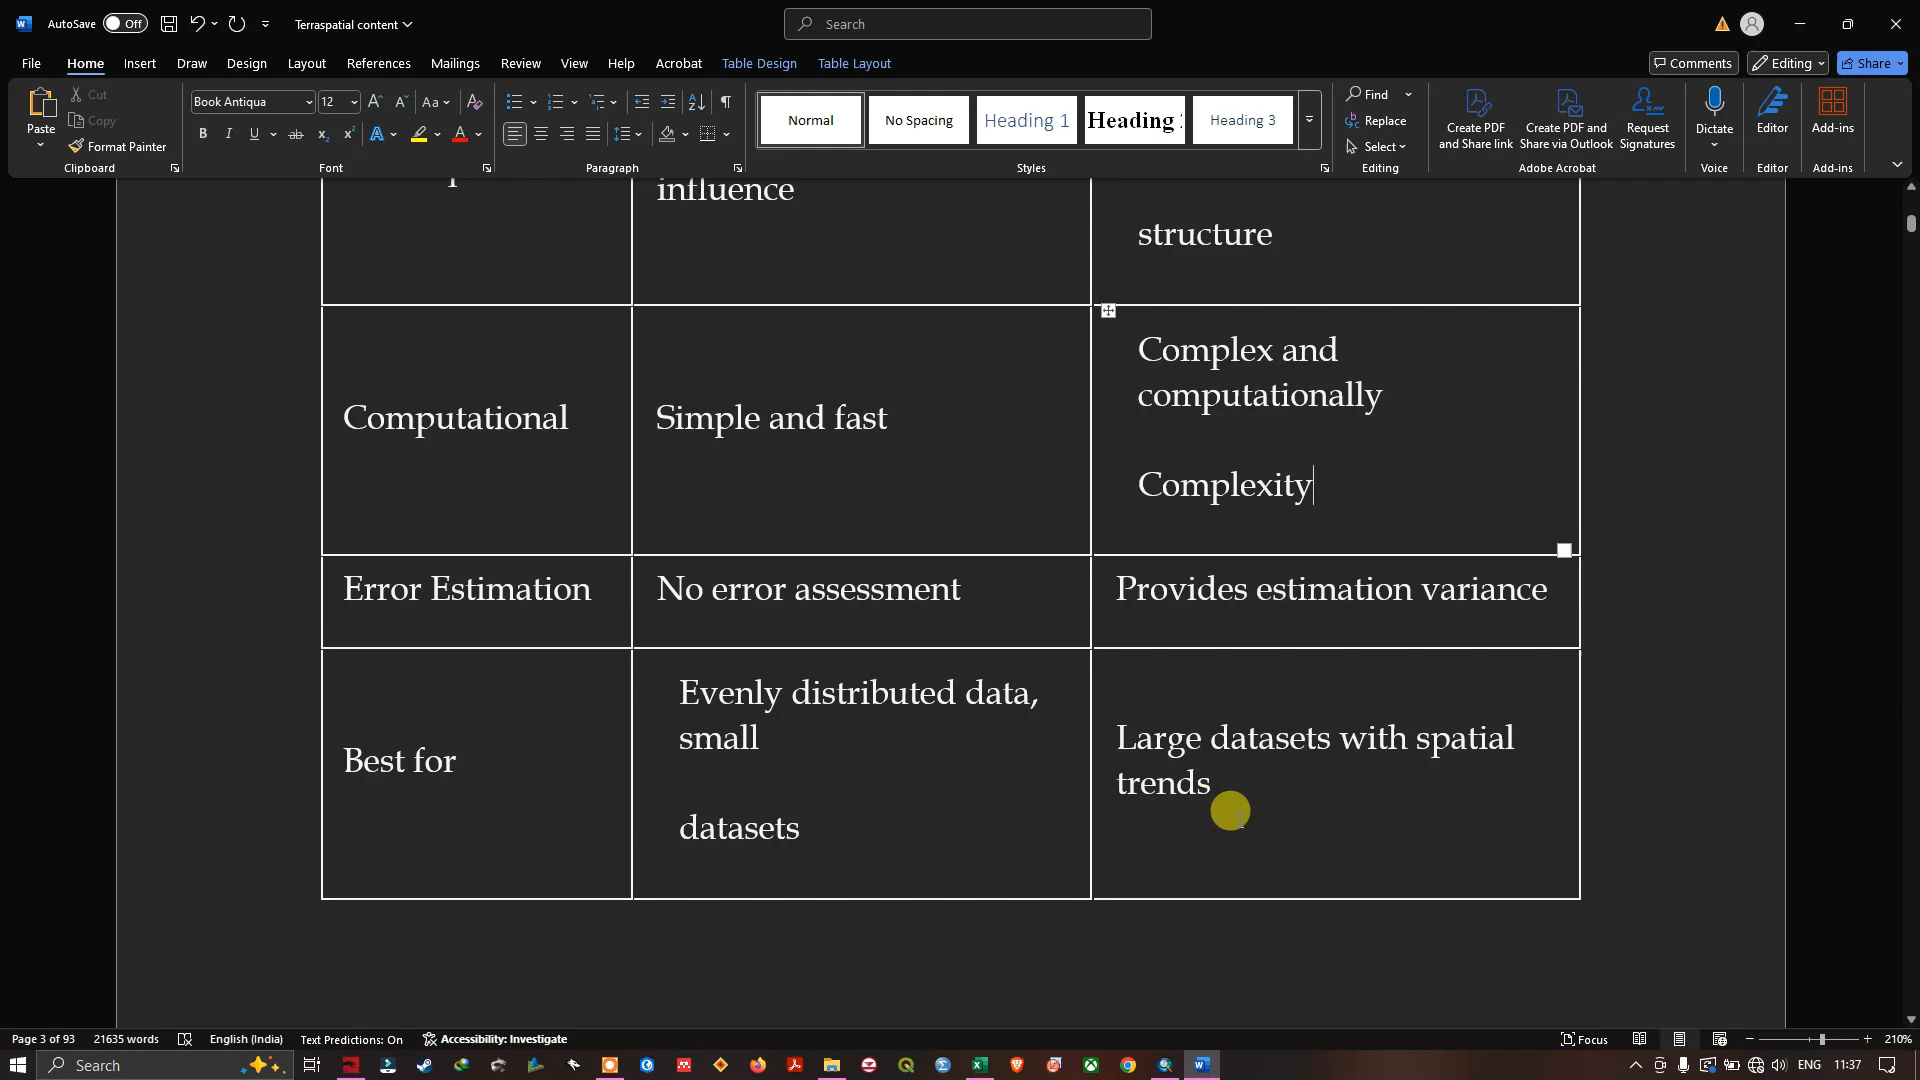 AutoSave Off Terraspatial content Search
File Home Insert Draw Design Layout References Mailings Review View Help Acrobat Table Design Table Layout Comments Editing Share
Paste Cut Copy Format Painter
Book Antiqua 12
Normal No Spacing Heading 1 Heading Heading 3
Find Replace Select
Create PDF and Share link
Create PDF and Share via Outlook
Request Signatures
Dictate
Editor
Add-ins
Clipboard Font Paragraph Styles Editing Adobe Acrobat Voice Editor Add-ins
influence
structure
Computational
Simple and fast
Complex and
computationally
Complexity
Error Estimation
No error assessment
Provides estimation variance
Best for
Evenly distributed data,
small
datasets
Large datasets with spatial
trends
Page 3 of 93 21635 words English (India) Text Predictions: On Accessibility: Investigate Focus 210%
Search ENG 11:37